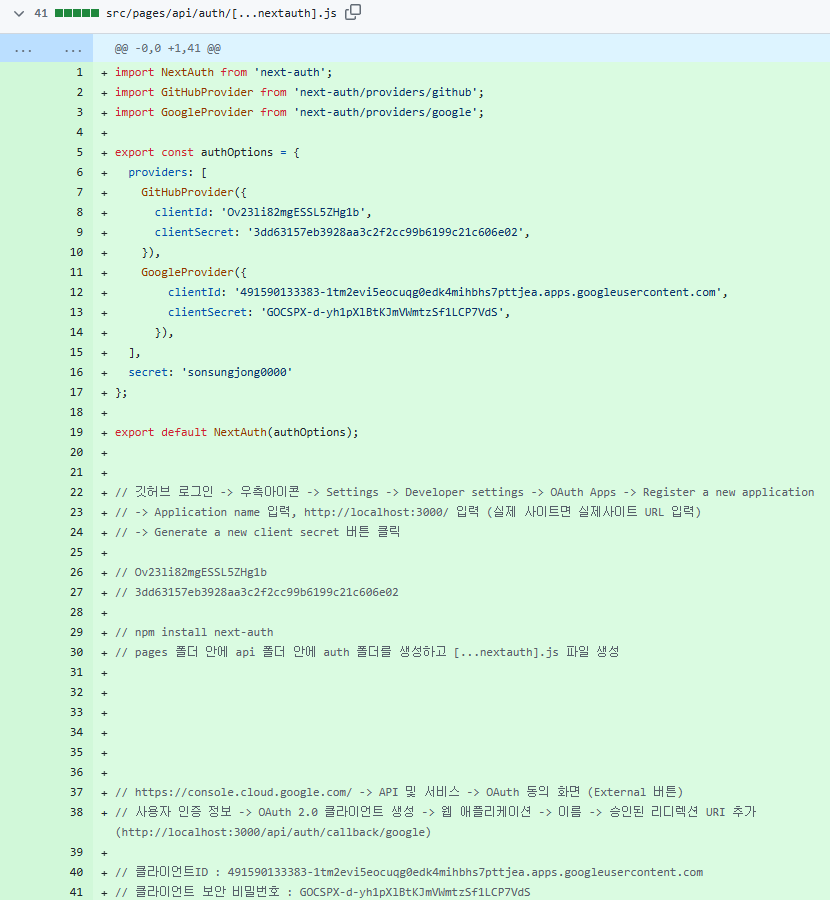 41 src/pages/api/auth/[...nextauth].js
... ... @@ -0,0 +1,41 @@
1 + import NextAuth from 'next-auth';
2 + import GitHubProvider from 'next-auth/providers/github';
3 + import GoogleProvider from 'next-auth/providers/google';
4 +
5 + export const authOptions = {
6 + providers: [
7 + GitHubProvider({
8 + clientId: 'Ov23li82mgESSL5ZHg1b',
9 + clientSecret: '3dd63157eb3928aa3c2f2cc99b6199c21c606e02',
10 + }),
11 + GoogleProvider({
12 + clientId: '491590133383-1tm2evi5eocuqg0edk4mihbhs7pttjea.apps.googleusercontent.com',
13 + clientSecret: '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',
14 + }),
15 + ],
16 + secret: 'sonsungjong0000'
17 + };
18 +
19 + export default NextAuth(authOptions);
20 +
21 +
22 + // 깃허브 로그인 -> 우측아이콘 -> Settings -> Developer settings -> OAuth Apps -> Register a new application
23 + // -> Application name 입력, http://localhost:3000/ 입력 (실제 사이트면 실제사이트 URL 입력)
24 + // -> Generate a new client secret 버튼 클릭
25 +
26 + // Ov23li82mgESSL5ZHg1b
27 + // 3dd63157eb3928aa3c2f2cc99b6199c21c606e02
28 +
29 + // npm install next-auth
30 + // pages 폴더 안에 api 폴더 안에 auth 폴더를 생성하고 [...nextauth].js 파일 생성
31 +
32 +
33 +
34 +
35 +
36 +
37 + // https://console.cloud.google.com/ -> API 및 서비스 -> OAuth 동의 화면 (External 버튼)
38 + // 사용자 인증 정보 -> OAuth 2.0 클라이언트 생성 -> 웹 애플리케이션 -> 이름 -> 승인된 리디렉션 URI 추가
(http://localhost:3000/api/auth/callback/google)
39 +
40 + // 클라이언트ID : 491590133383-1tm2evi5eocuqg0edk4mihbhs7pttjea.apps.googleusercontent.com
41 + // 클라이언트 보안 비밀번호 : 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